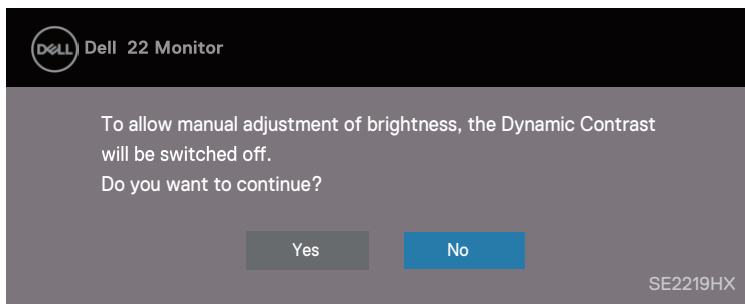 DELL Dell 22 Monitor
To allow manual adjustment of brightness, the Dynamic Contrast
will be switched off.
Do you want to continue?
Yes No
SE2219HX